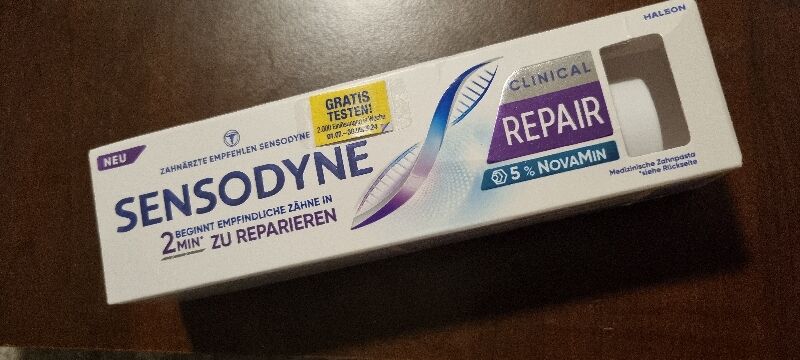 HALEON
NEU
ZAHNÄRZTE EMPFEHLEN SENSODYNE
GRATIS
TESTEN!
SENSODYNE
BEGINNT EMPFINDLICHE ZÄHNE IN
2 MIN* ZU REPARIEREN
CLINICAL
REPAIR
5 % NOVAMIN
Medizinische Zahnpasta
*siehe Rückseite